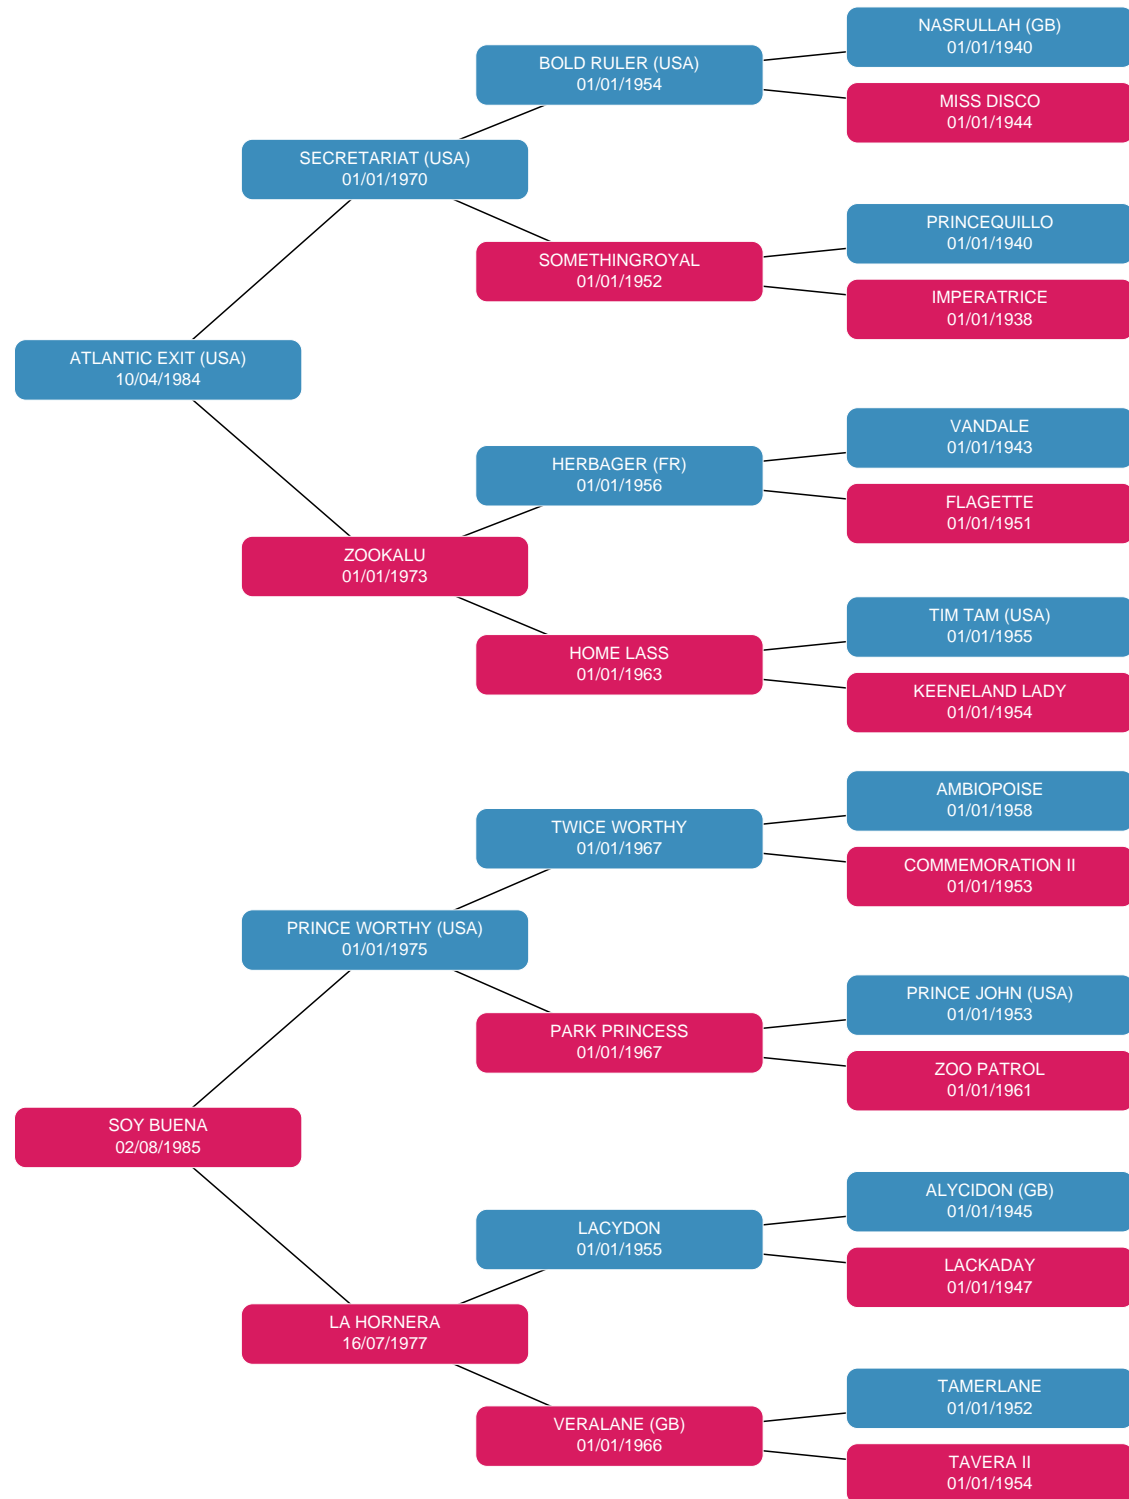 NASRULLAH (GB)
01/01/1940
BOLD RULER (USA)
01/01/1954
MISS DISCO
01/01/1944
SECRETARIAT (USA)
01/01/1970
PRINCEQUILLO
01/01/1940
SOMETHINGROYAL
01/01/1952
IMPERATRICE
01/01/1938
ATLANTIC EXIT (USA)
10/04/1984
VANDALE
01/01/1943
HERBAGER (FR)
01/01/1956
FLAGETTE
01/01/1951
ZOOKALU
01/01/1973
TIM TAM (USA)
01/01/1955
HOME LASS
01/01/1963
KEENELAND LADY
01/01/1954
AMBIOPOISE
01/01/1958
TWICE WORTHY
01/01/1967
COMMEMORATION II
01/01/1953
PRINCE WORTHY (USA)
01/01/1975
PRINCE JOHN (USA)
01/01/1953
PARK PRINCESS
01/01/1967
ZOO PATROL
01/01/1961
SOY BUENA
02/08/1985
ALYCIDON (GB)
01/01/1945
LACYDON
01/01/1955
LACKADAY
01/01/1947
LA HORNERA
16/07/1977
TAMERLANE
01/01/1952
VERALANE (GB)
01/01/1966
TAVERA II
01/01/1954